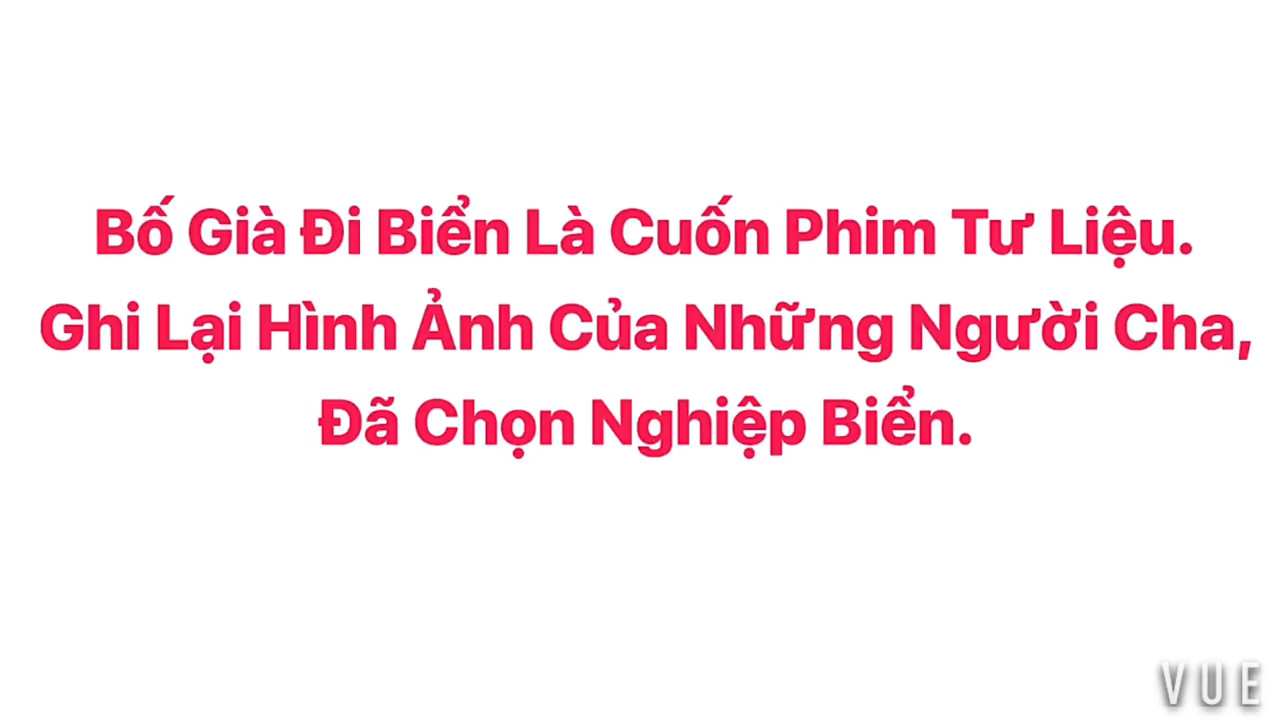 Bố Già Đi Biển Là Cuốn Phim Tư Liệu.
Ghi Lại Hình Ảnh Của Những Người Cha,
Đã Chọn Nghiệp Biển.
VUE